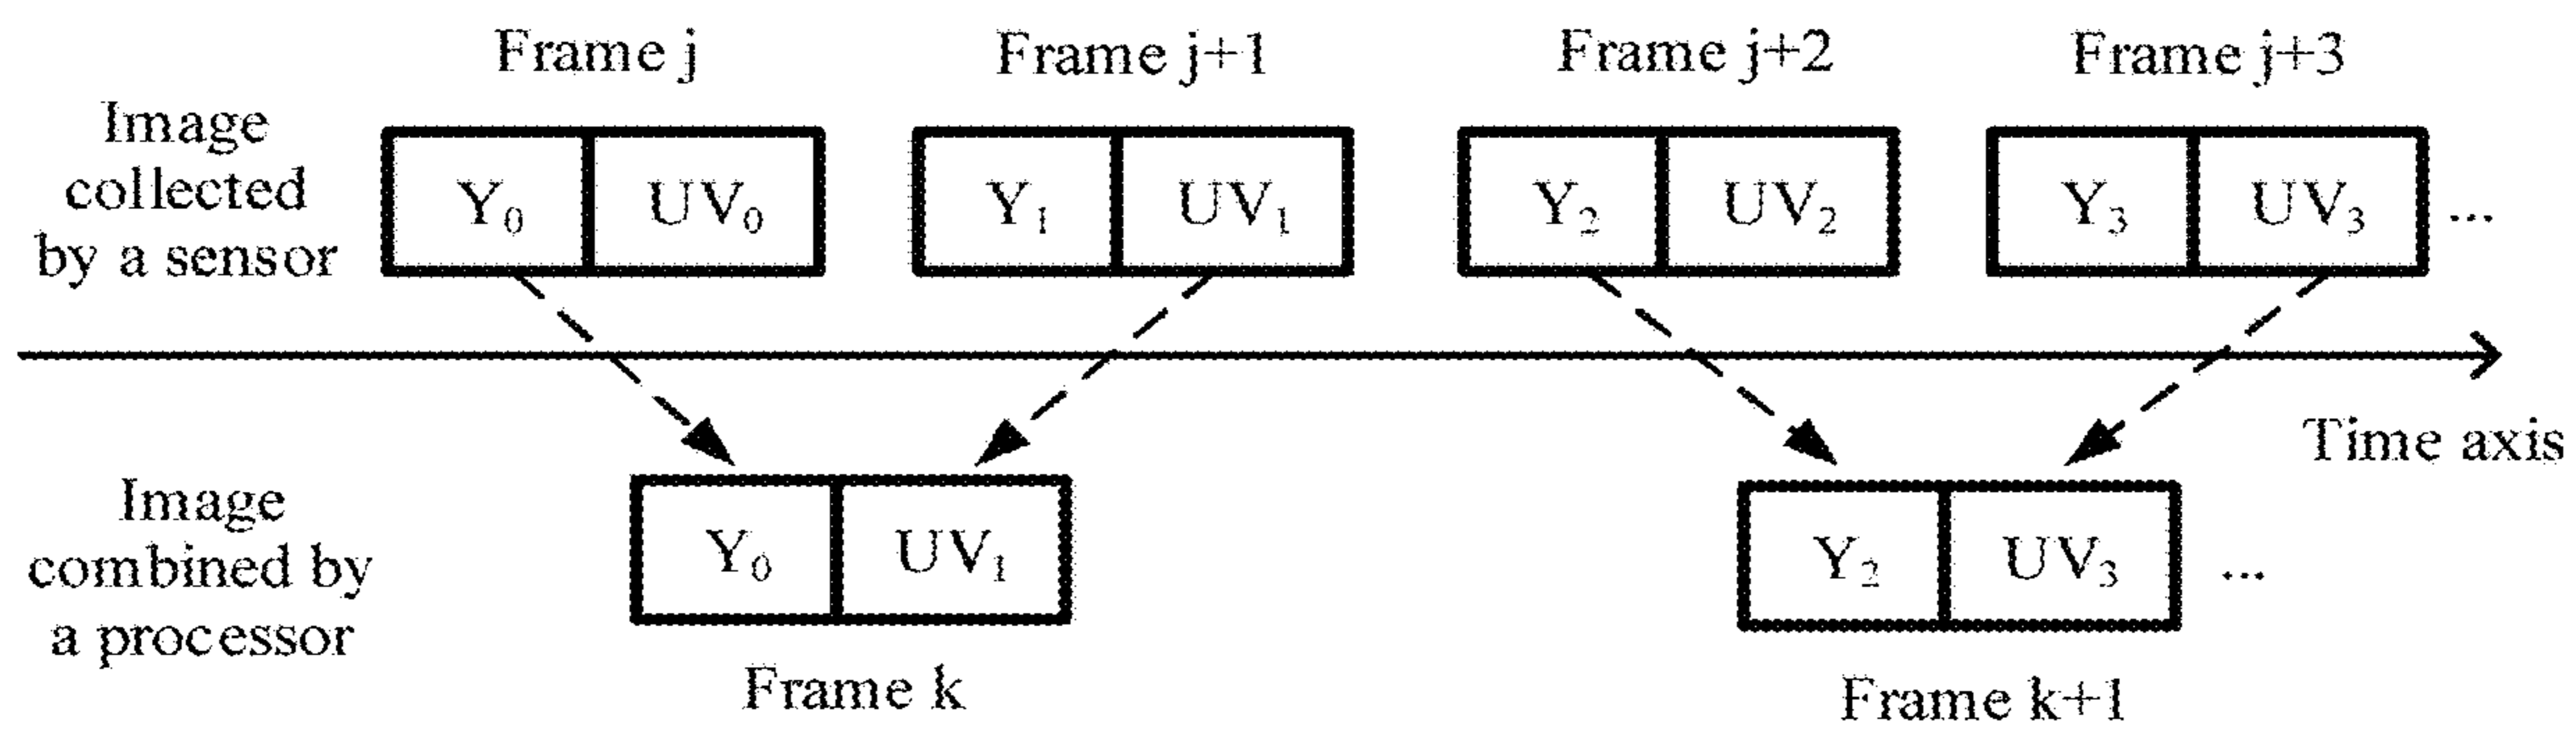 Frame j Frame j+1 Frame j+2 Frame j+3
Image
collected
by a sensor
Y₀ UV₀ Y₁ UV₁ Y₂ UV₂ Y₃ UV₃ ...
Time axis
Image
combined by
a processor
Y₀ UV₁ Y₂ UV₃ ...
Frame k Frame k+1